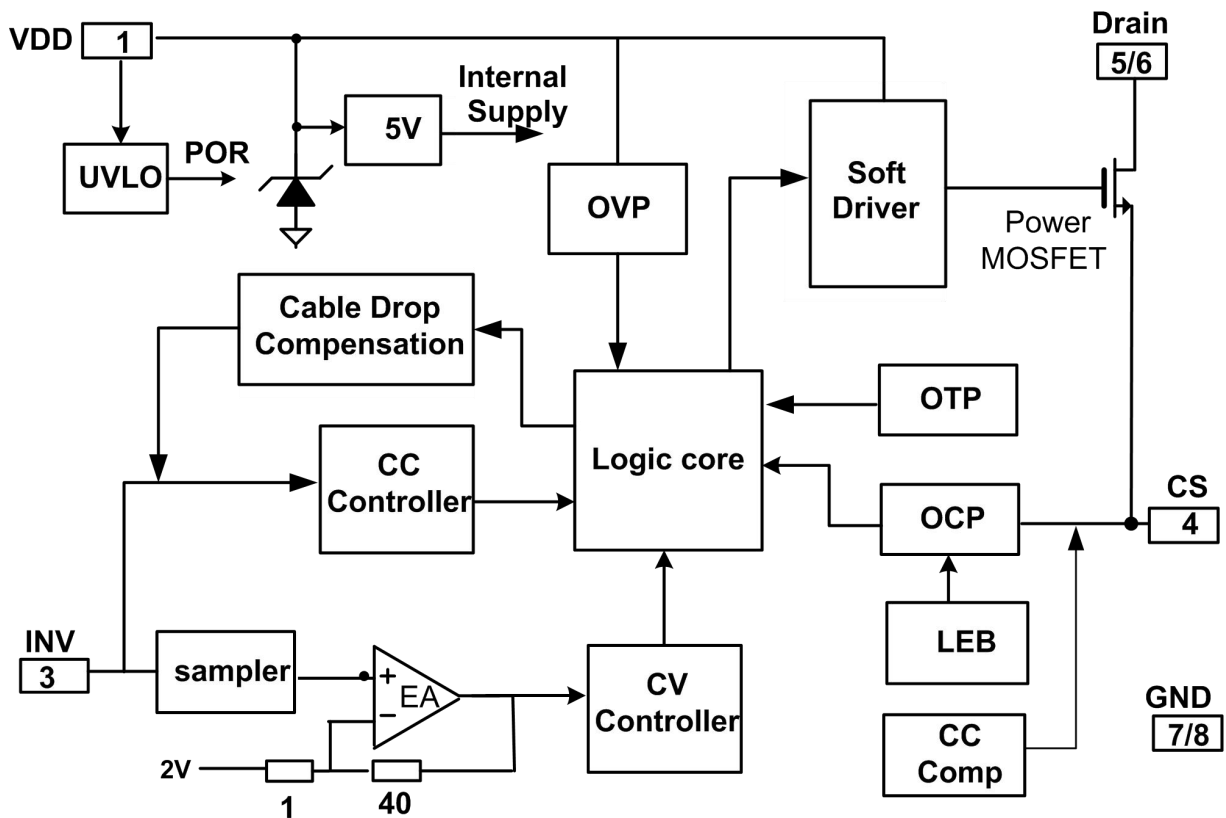 VDD
1
Drain
5/6
Internal
Supply
5V
UVLO
POR
OVP
Soft
Driver
Power
MOSFET
Cable Drop
Compensation
OTP
CC
Controller
Logic core
OCP
CS
4
LEB
INV
3
sampler
+
EA
−
CV
Controller
GND
7/8
CC
Comp
2V
1
40